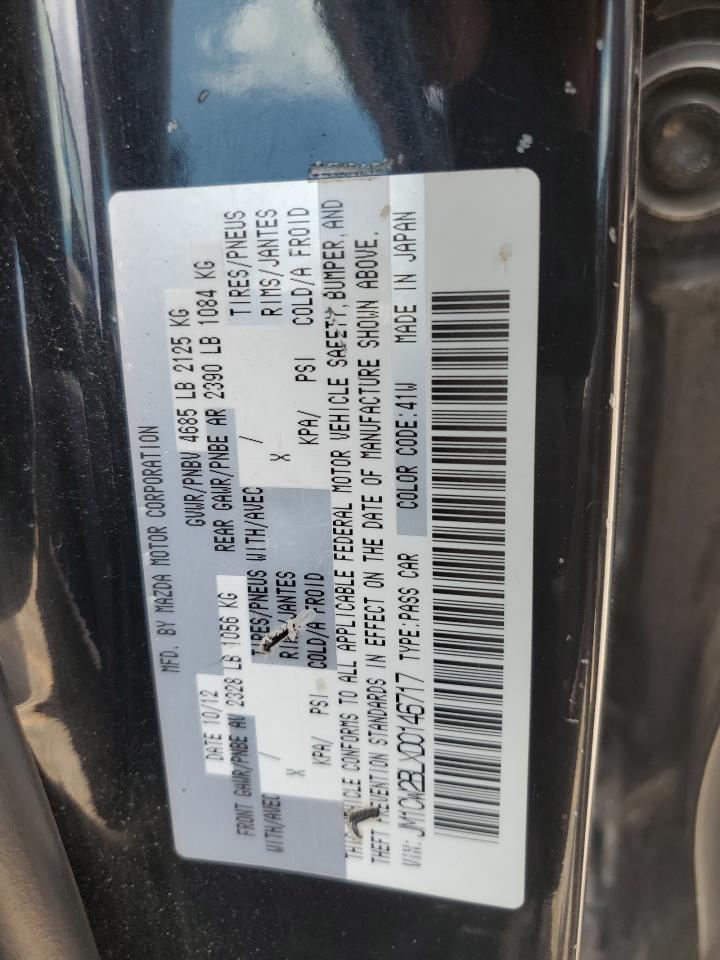 MFD. BY MAZDA MOTOR CORPORATION
DATE 10/12 GVWR/PNBV 4685 LB 2125 KG
FRONT GAWR/PNBE AV 2328 LB 1056 KG REAR GAWR/PNBE AR 2390 LB 1084 KG
WITH/AVEC / TIRES/PNEUS WITH/AVEC / TIRES/PNEUS
X RIMS/JANTES X RIMS/JANTES
KPA/ PSI COLD/A FROID KPA/ PSI COLD/A FROID
THIS VEHICLE CONFORMS TO ALL APPLICABLE FEDERAL MOTOR VEHICLE SAFETY, BUMPER, AND
THEFT PREVENTION STANDARDS IN EFFECT ON THE DATE OF MANUFACTURE SHOWN ABOVE.
V.I.N.: JM1CW2BLXD0146717 TYPE:PASS CAR COLOR CODE:41W MADE IN JAPAN